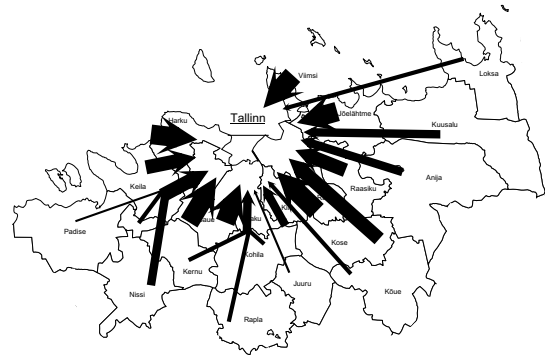 Loksa
Viimsi
Jõelähtme
Tallinn
Harku
Kuusalu
Anija
Keila
Raasiku
Padise
Kose
Kohila
Kernu
Juuru
Nissi
Kõue
Rapla